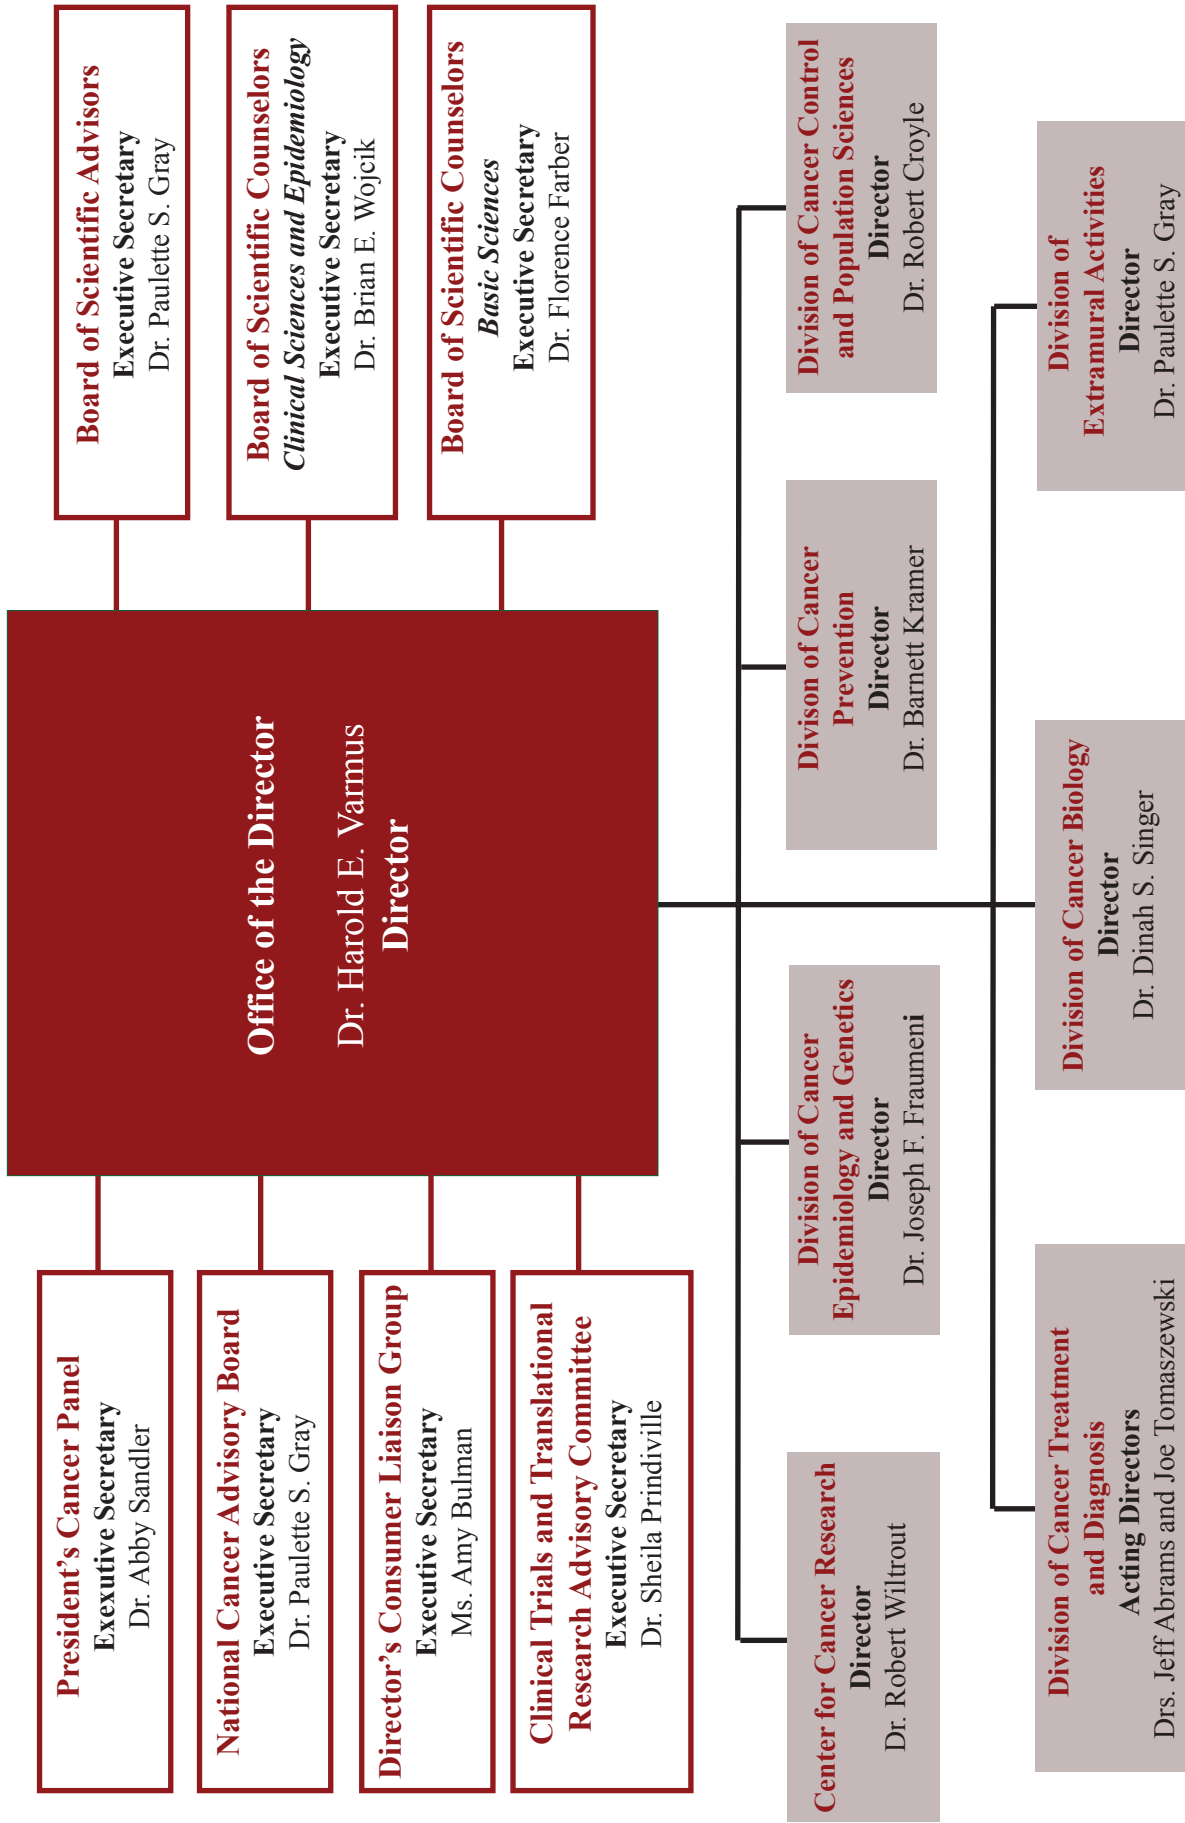 Office of the Director
Dr. Harold E. Varmus
Director
President's Cancer Panel
Exexutive Secretary
Dr. Abby Sandler
National Cancer Advisory Board
Executive Secretary
Dr. Paulette S. Gray
Director's Consumer Liaison Group
Executive Secretary
Ms. Amy Bulman
Clinical Trials and Translational
Research Advisory Committee
Executive Secretary
Dr. Sheila Prindiville
Board of Scientific Advisors
Executive Secretary
Dr. Paulette S. Gray
Board of Scientific Counselors
Clinical Sciences and Epidemiology
Executive Secretary
Dr. Brian E. Wojcik
Board of Scientific Counselors
Basic Sciences
Executive Secretary
Dr. Florence Farber
Center for Cancer Research
Director
Dr. Robert Wiltrout
Division of Cancer
Epidemiology and Genetics
Director
Dr. Joseph F. Fraumeni
Divison of Cancer
Prevention
Director
Dr. Barnett Kramer
Division of Cancer Control
and Population Sciences
Director
Dr. Robert Croyle
Division of Cancer Treatment
and Diagnosis
Acting Directors
Drs. Jeff Abrams and Joe Tomaszewski
Division of Cancer Biology
Director
Dr. Dinah S. Singer
Division of
Extramural Activities
Director
Dr. Paulette S. Gray